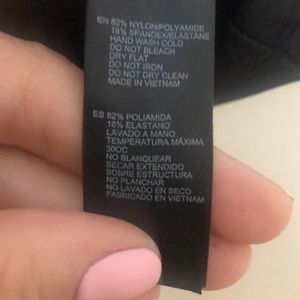 EN 82% NYLON/POLYAMIDE
18% SPANDEX/ELASTANE
HAND WASH COLD
DO NOT BLEACH
DRY FLAT
DO NOT IRON
DO NOT DRY CLEAN
MADE IN VIETNAM
ES 82% POLIAMIDA
18% ELASTANO
LAVADO A MANO
TEMPERATURA MÁXIMA
30OC
NO BLANQUEAR
SECAR EXTENDIDO
SOBRE ESTRUCTURA
NO PLANCHAR
NO LAVADO EN SECO
FABRICADO EN VIETNAM